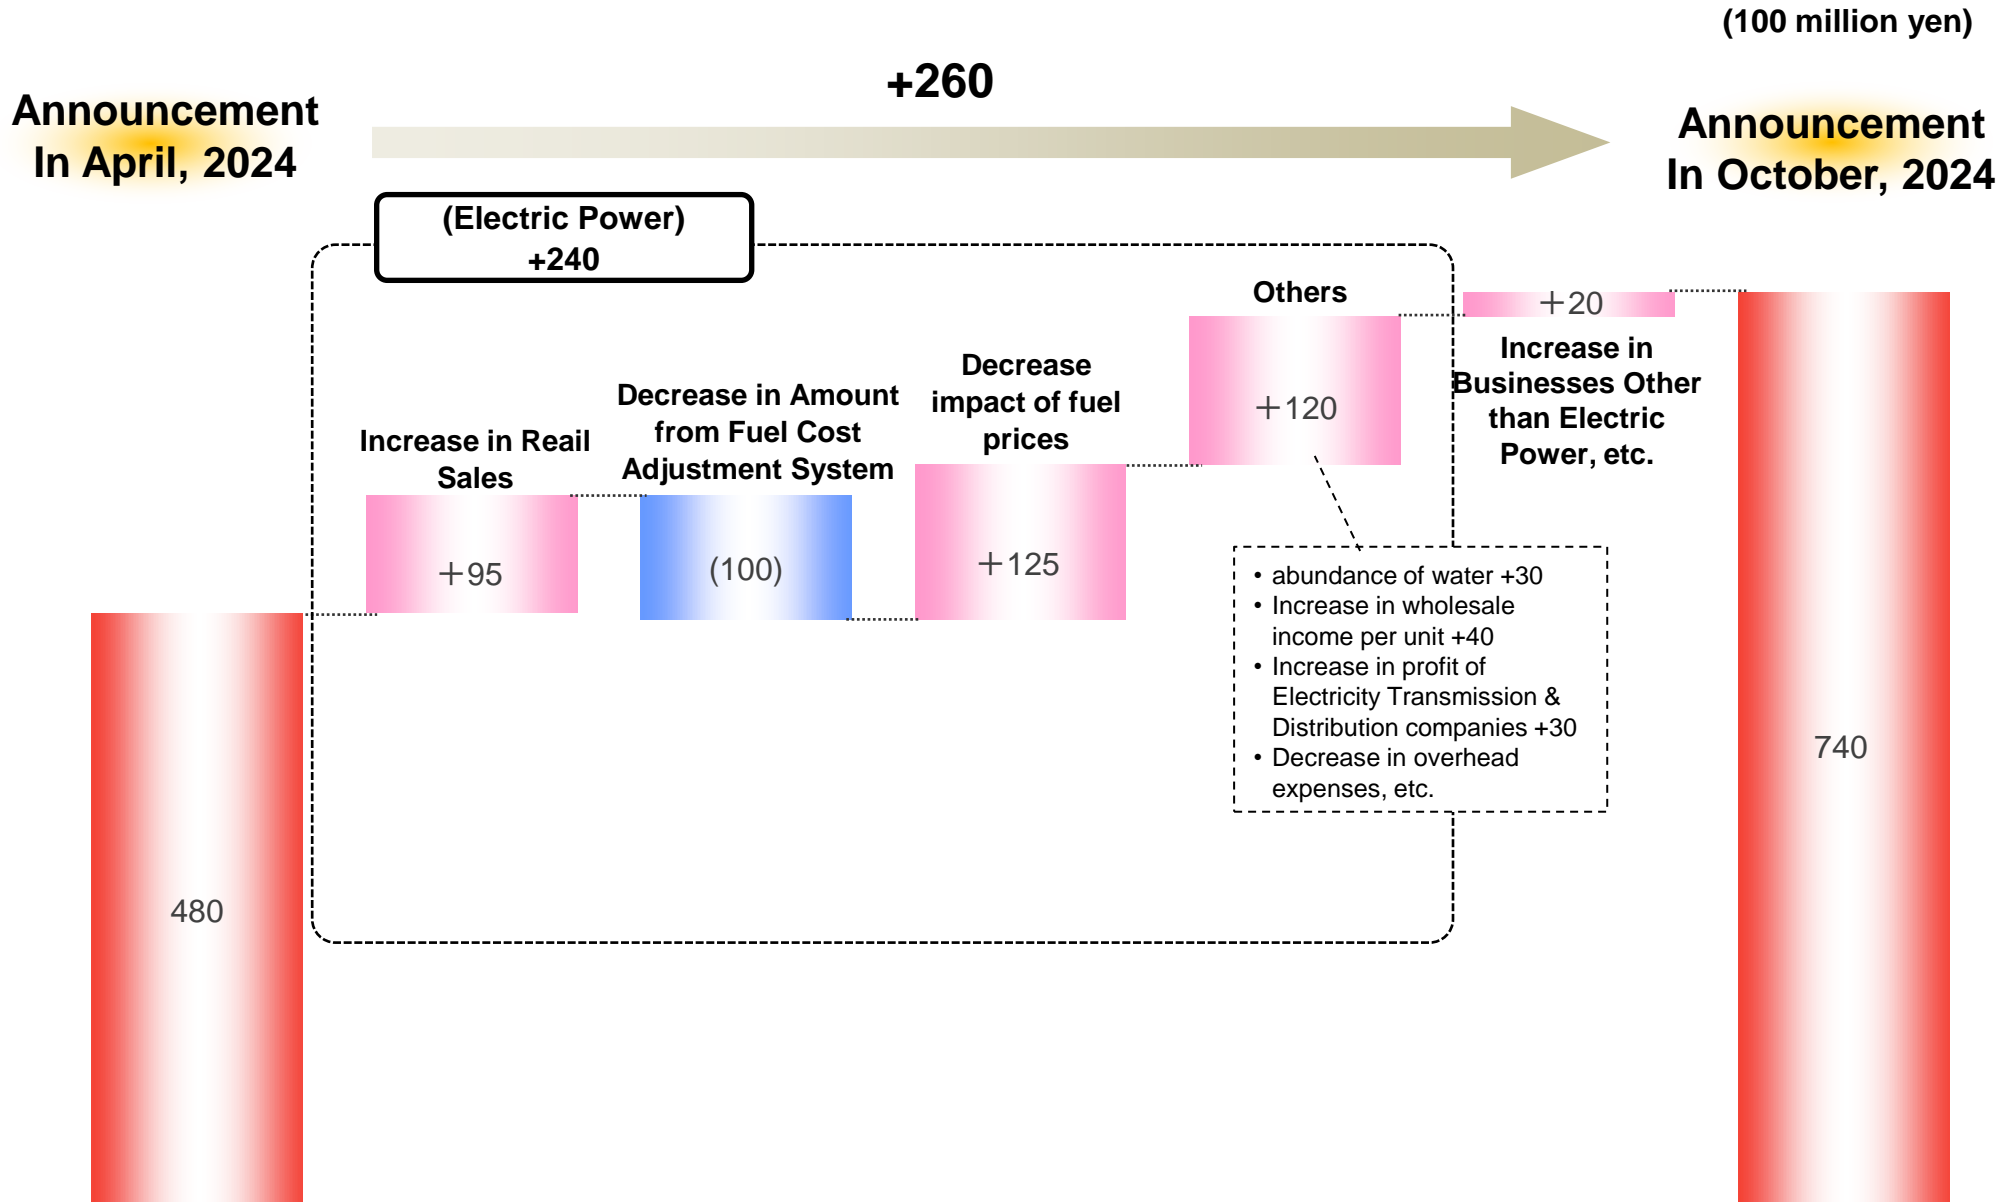 (100 million yen)
+260
Announcement
In April, 2024
Announcement
In October, 2024
(Electric Power)
+240
Increase in Reail
Sales
+95
Decrease in Amount
from Fuel Cost
Adjustment System
(100)
Decrease
impact of fuel
prices
+125
Others
+120
+20
Increase in
Businesses Other
than Electric
Power, etc.
• abundance of water +30
• Increase in wholesale
income per unit +40
• Increase in profit of
Electricity Transmission &
Distribution companies +30
• Decrease in overhead
expenses, etc.
480
740